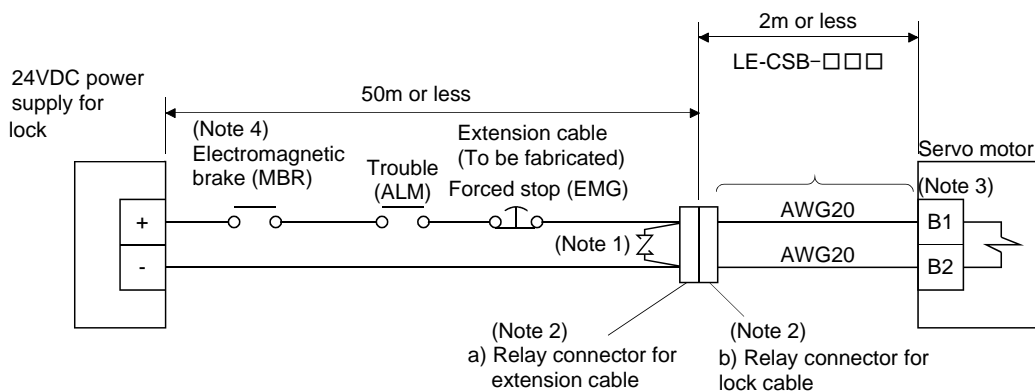 2m or less
LE-CSB-□□□
24VDC power
supply for
lock
50m or less
(Note 4)
Electromagnetic
brake (MBR)
Trouble
(ALM)
Extension cable
(To be fabricated)
Forced stop (EMG)
Servo motor
(Note 3)
+
AWG20
B1
(Note 1)
-
AWG20
B2
(Note 2)
a) Relay connector for
extension cable
(Note 2)
b) Relay connector for
lock cable